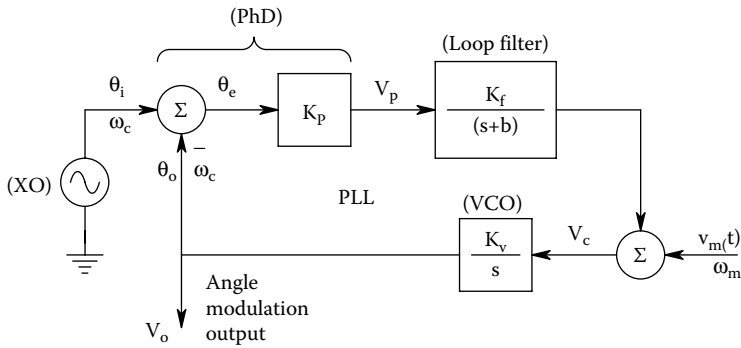 (PhD)
(Loop filter)
θi
ωc
Σ
θe
KP
Vp
Kf
(s+b)
–
θo
ωc
(XO)
PLL
(VCO)
Kv
s
Vc
Σ
vm(t)
ωm
Angle
modulation
output
Vo